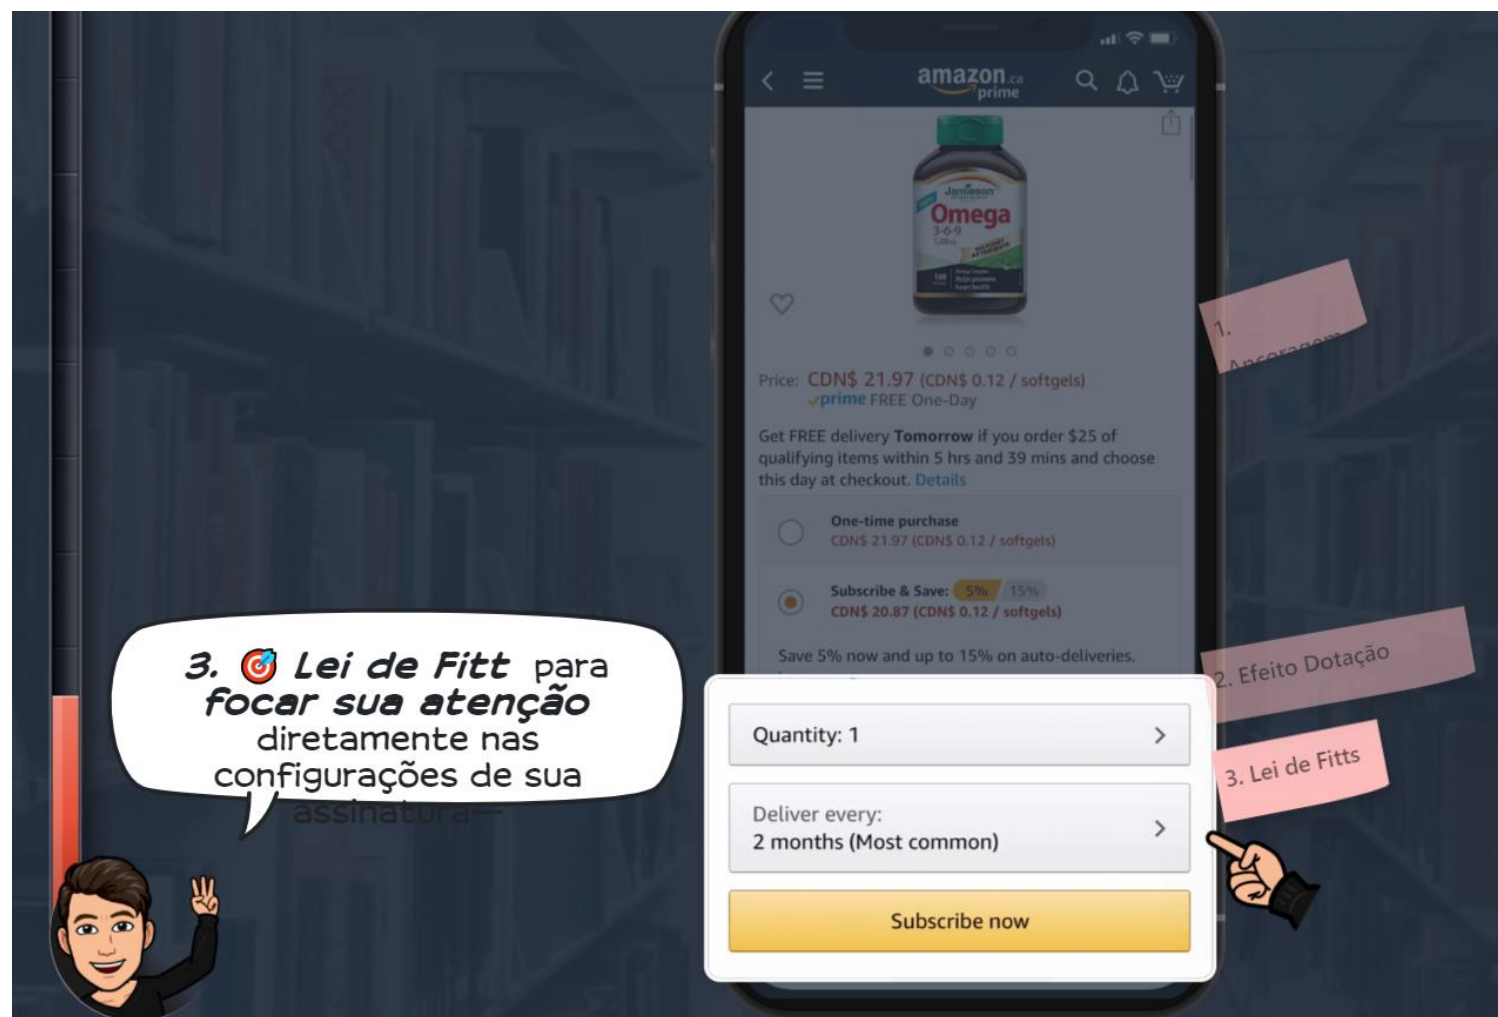 amazon.ca
prime
Jamieson
Omega
3-6-9
Price: CDN$ 21.97 (CDN$ 0.12 / softgels)
prime FREE One-Day
Get FREE delivery Tomorrow if you order $25 of
qualifying items within 5 hrs and 39 mins and choose
this day at checkout. Details
One-time purchase
CDN$ 21.97 (CDN$ 0.12 / softgels)
Subscribe & Save: 5% 15%
CDN$ 20.87 (CDN$ 0.12 / softgels)
Save 5% now and up to 15% on auto-deliveries.
Quantity: 1
Deliver every:
2 months (Most common)
Subscribe now
3. 🎯 Lei de Fitt para
focar sua atenção
diretamente nas
configurações de sua
assinatura—
1.
Ancoragem
2. Efeito Dotação
3. Lei de Fitts